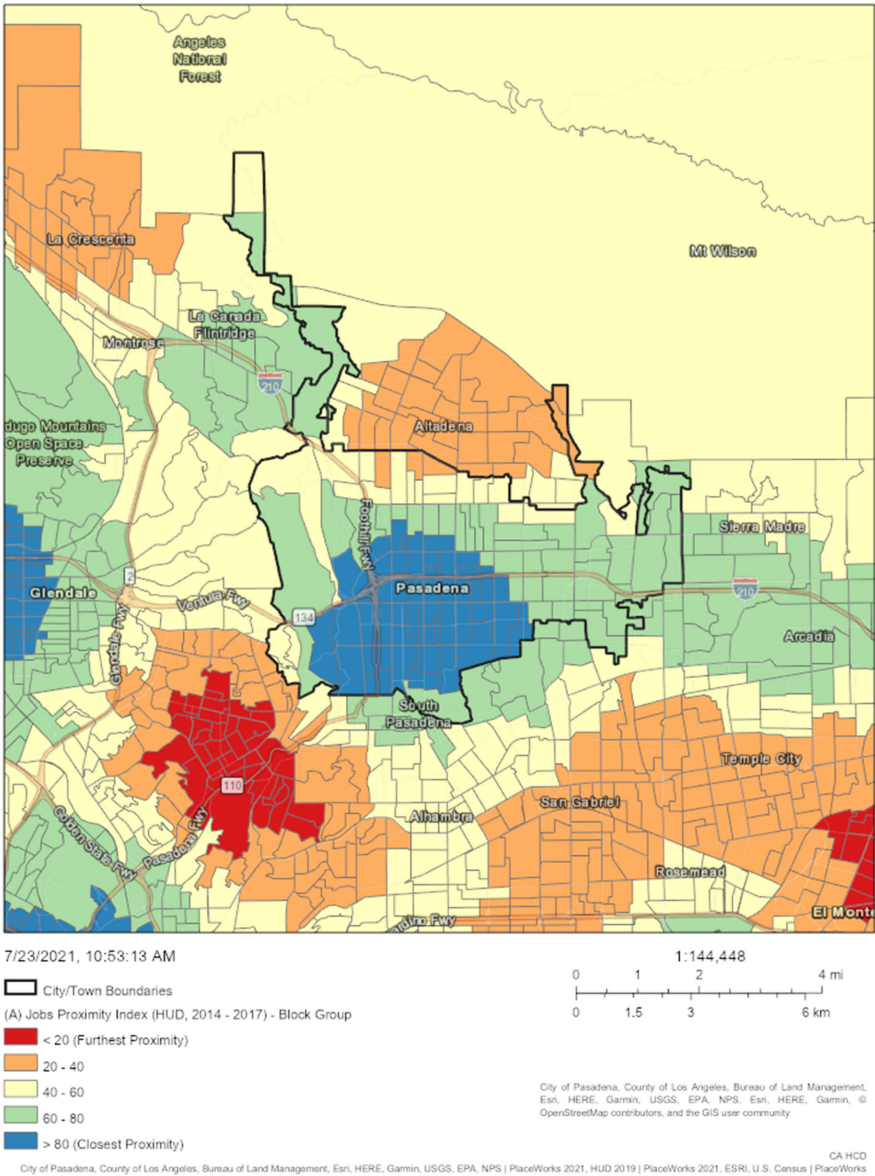 Angeles
National
Forest
La Crescenta
Mt Wilson
La Canada
Flintridge
Montrose
210
dugo Mountains
Open Space
Preserve
Altadena
Foothill Fwy
Sierra Madre
Glendale
2
Pasadena
210
Ventura Fwy
134
Glendale Fwy
Arcadia
South
Pasadena
Temple City
110
San Gabriel
Alhambra
Golden State Fwy
Pasadena Fwy
Rosemead
ardino Fwy
El Monte
7/23/2021, 10:53:13 AM
1:144,448
0 1 2 4 mi
0 1.5 3 6 km
City/Town Boundaries
(A) Jobs Proximity Index (HUD, 2014 - 2017) - Block Group
< 20 (Furthest Proximity)
20 - 40
40 - 60
60 - 80
> 80 (Closest Proximity)
City of Pasadena, County of Los Angeles, Bureau of Land Management,
Esri, HERE, Garmin, USGS, EPA, NPS, Esri, HERE, Garmin, ©
OpenStreetMap contributors, and the GIS user community
CA HCD
City of Pasadena, County of Los Angeles, Bureau of Land Management, Esri, HERE, Garmin, USGS, EPA, NPS | PlaceWorks 2021, HUD 2019 | PlaceWorks 2021, ESRI, U.S. Census | PlaceWorks